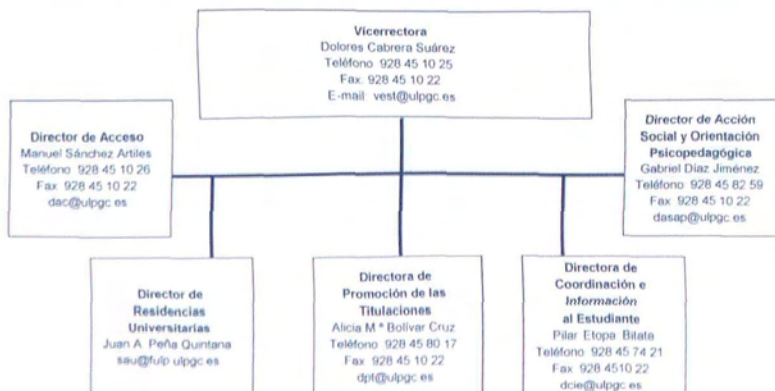 Vicerrectora
Dolores Cabrera Suárez
Teléfono 928 45 10 25
Fax 928 45 10 22
E-mail vest@ulpgc.es
Director de Acceso
Manuel Sánchez Artiles
Teléfono 928 45 10 26
Fax 928 45 10 22
dac@ulpgc es
Director de Acción
Social y Orientación
Psicopedagógica
Gabriel Díaz Jiménez
Teléfono 928 45 82 59
Fax 928 45 10 22
dasap@ulpgc es
Director de
Residencias
Universitarias
Juan A Peña Quintana
sau@fulp ulpgc es
Directora de
Promoción de las
Titulaciones
Alicia Mª Bolívar Cruz
Teléfono 928 45 80 17
Fax 928 45 10 22
dpt@ulpgc es
Directora de
Coordinación e
Información
al Estudiante
Pilar Etopa Bitata
Teléfono 928 45 74 21
Fax 928 4510 22
dcie@ulpgc es